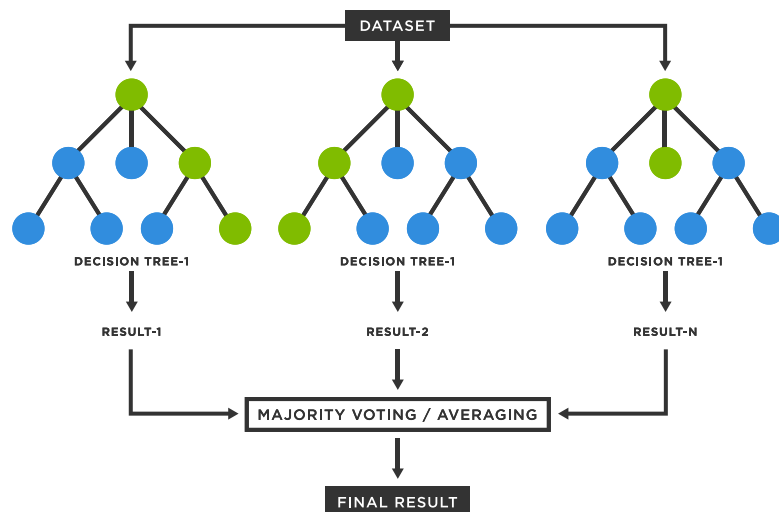 DATASET
DECISION TREE-1
DECISION TREE-1
DECISION TREE-1
RESULT-1
RESULT-2
RESULT-N
MAJORITY VOTING / AVERAGING
FINAL RESULT